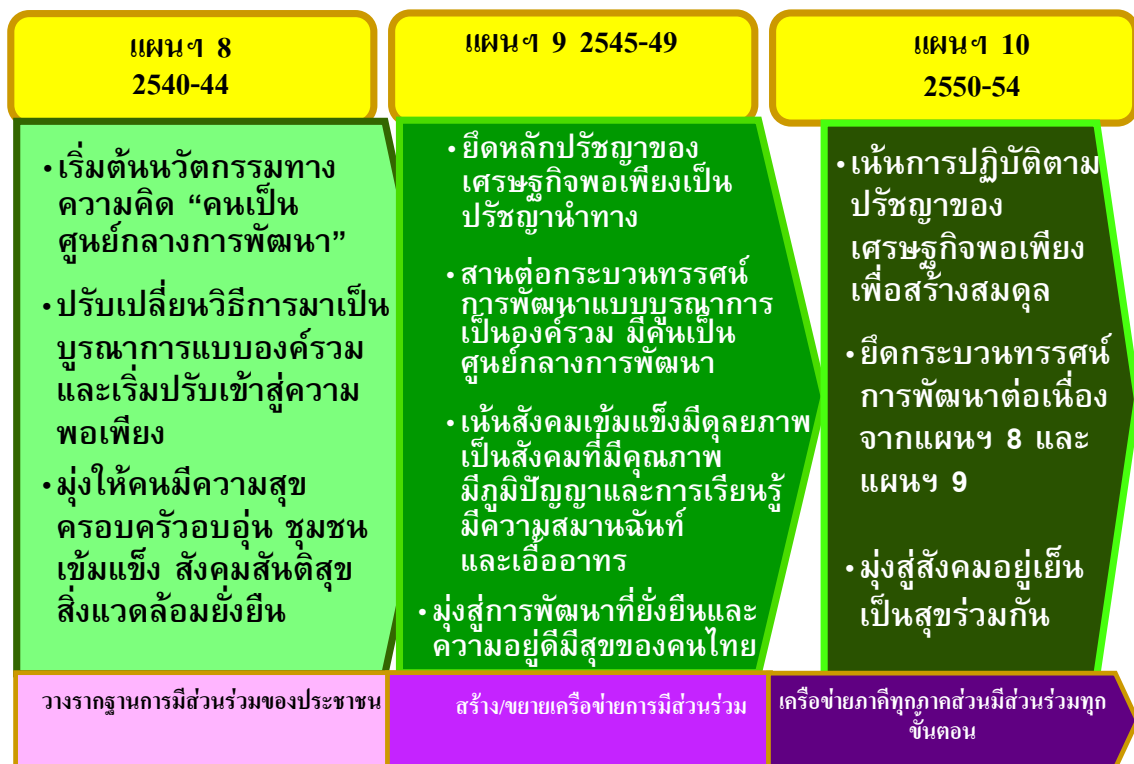 แผนฯ 8
2540-44
• เริ่มต้นนวัตกรรมทาง
ความคิด “คนเป็น
ศูนย์กลางการพัฒนา”
• ปรับเปลี่ยนวิธีการมาเป็น
บูรณาการแบบองค์รวม
และเริ่มปรับเข้าสู่ความ
พอเพียง
• มุ่งให้คนมีความสุข
ครอบครัวอบอุ่น ชุมชน
เข้มแข็ง สังคมสันติสุข
สิ่งแวดล้อมยั่งยืน
วางรากฐานการมีส่วนร่วมของประชาชน
แผนฯ 9 2545-49
• ยึดหลักปรัชญาของ
เศรษฐกิจพอเพียงเป็น
ปรัชญานำทาง
• สานต่อกระบวนทรรศน์
การพัฒนาแบบบูรณาการ
เป็นองค์รวม มีคนเป็น
ศูนย์กลางการพัฒนา
• เน้นสังคมเข้มแข็งมีดุลยภาพ
เป็นสังคมที่มีคุณภาพ
มีภูมิปัญญาและการเรียนรู้
มีความสมานฉันท์
และเอื้ออาทร
• มุ่งสู่การพัฒนาที่ยั่งยืนและ
ความอยู่ดีมีสุขของคนไทย
สร้าง/ขยายเครือข่ายการมีส่วนร่วม
แผนฯ 10
2550-54
• เน้นการปฏิบัติตาม
ปรัชญาของ
เศรษฐกิจพอเพียง
เพื่อสร้างสมดุล
• ยึดกระบวนทรรศน์
การพัฒนาต่อเนื่อง
จากแผนฯ 8 และ
แผนฯ 9
• มุ่งสู่สังคมอยู่เย็น
เป็นสุขร่วมกัน
เครือข่ายภาคีทุกภาคส่วนมีส่วนร่วมทุก
ขั้นตอน